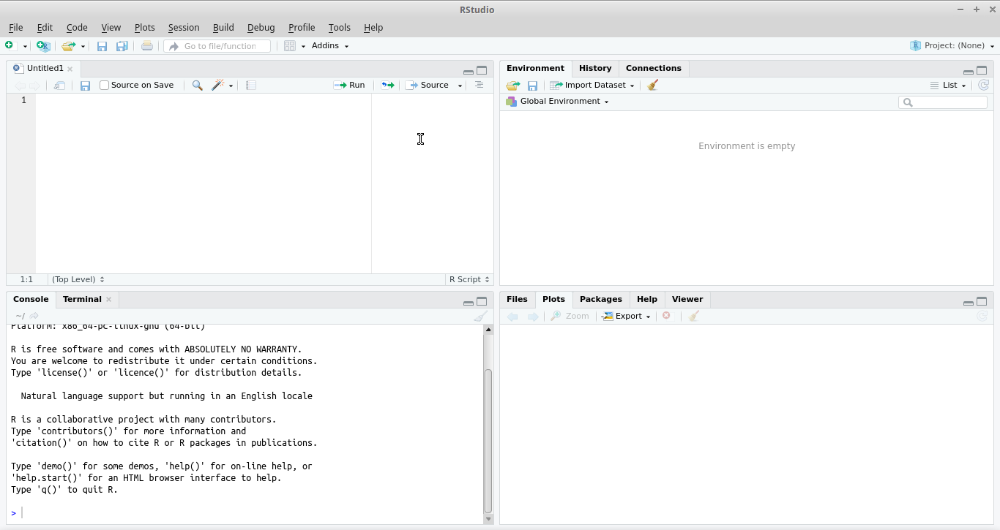 RStudio
File Edit Code View Plots Session Build Debug Profile Tools Help
Go to file/function Addins Project: (None)
Untitled1
Source on Save Run Source
1
1:1 (Top Level) R Script
Environment History Connections
Import Dataset List
Global Environment
Environment is empty
Console Terminal
~/
Platform: x86_64-pc-linux-gnu (64-bit)
R is free software and comes with ABSOLUTELY NO WARRANTY.
You are welcome to redistribute it under certain conditions.
Type 'license()' or 'licence()' for distribution details.
Natural language support but running in an English locale
R is a collaborative project with many contributors.
Type 'contributors()' for more information and
'citation()' on how to cite R or R packages in publications.
Type 'demo()' for some demos, 'help()' for on-line help, or
'help.start()' for an HTML browser interface to help.
Type 'q()' to quit R.
>
Files Plots Packages Help Viewer
Zoom Export